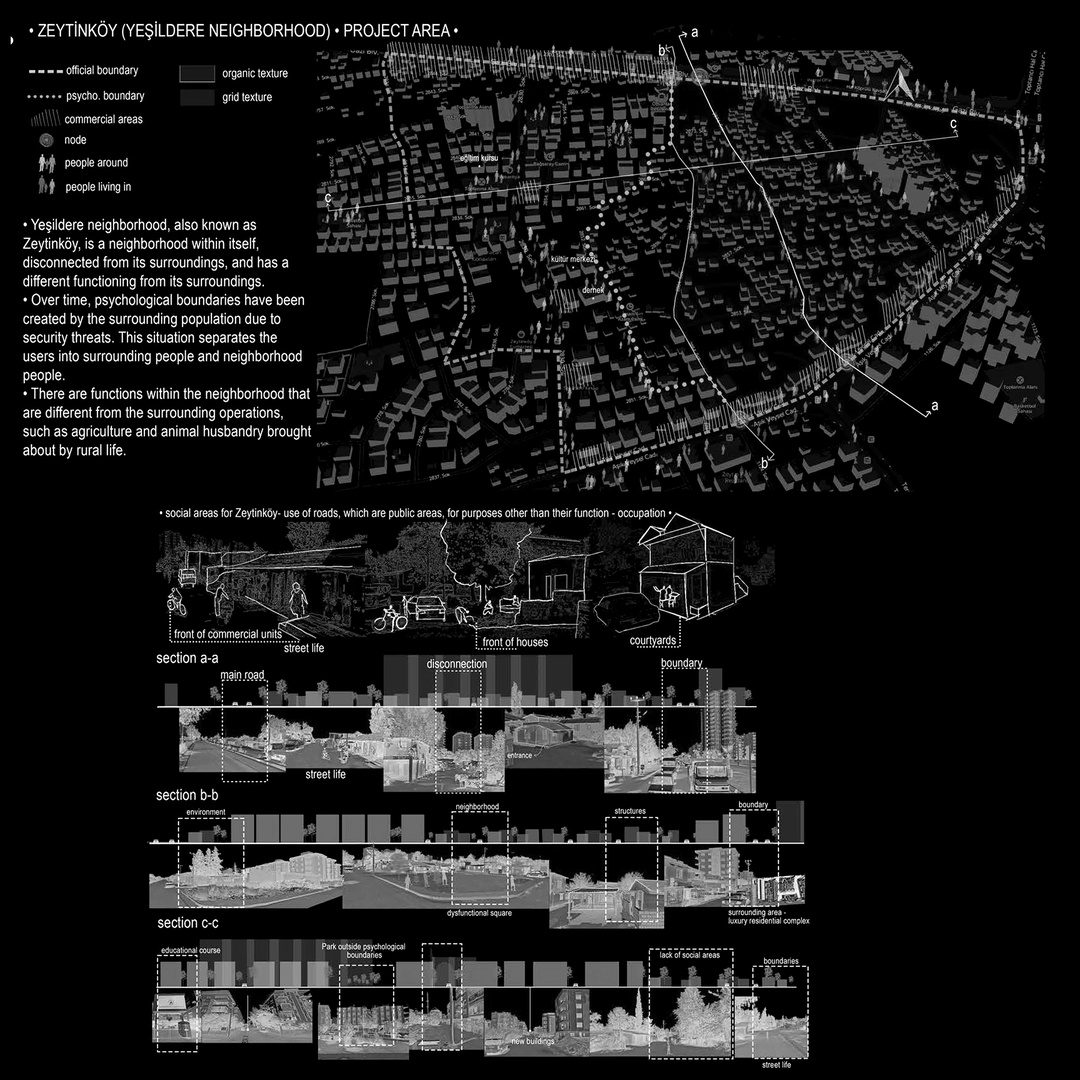 • ZEYTİNKÖY (YEŞİLDERE NEIGHBORHOOD) • PROJECT AREA •
official boundary
psycho. boundary
commercial areas
node
people around
people living in
organic texture
grid texture
• Yeşildere neighborhood, also known as
Zeytinköy, is a neighborhood within itself,
disconnected from its surroundings, and has a
different functioning from its surroundings.
• Over time, psychological boundaries have been
created by the surrounding population due to
security threats. This situation separates the
users into surrounding people and neighborhood
people.
• There are functions within the neighborhood that
are different from the surrounding operations,
such as agriculture and animal husbandry brought
about by rural life.
b
a
c
eğitim kursu
c
kültür merkezi
dernek
Aşık Veysel Cad.
Aşık Veysel Cad.
a
b
• social areas for Zeytinköy- use of roads, which are public areas, for purposes other than their function - occupation •
front of commercial units
street life
front of houses
courtyards
section a-a
main road
disconnection
boundary
street life
entrance
section b-b
environment
neighborhood
structures
boundary
dysfunctional square
surrounding area -
luxury residential complex
section c-c
educational course
Park outside psychological
boundaries
lack of social areas
boundaries
new buildings
street life